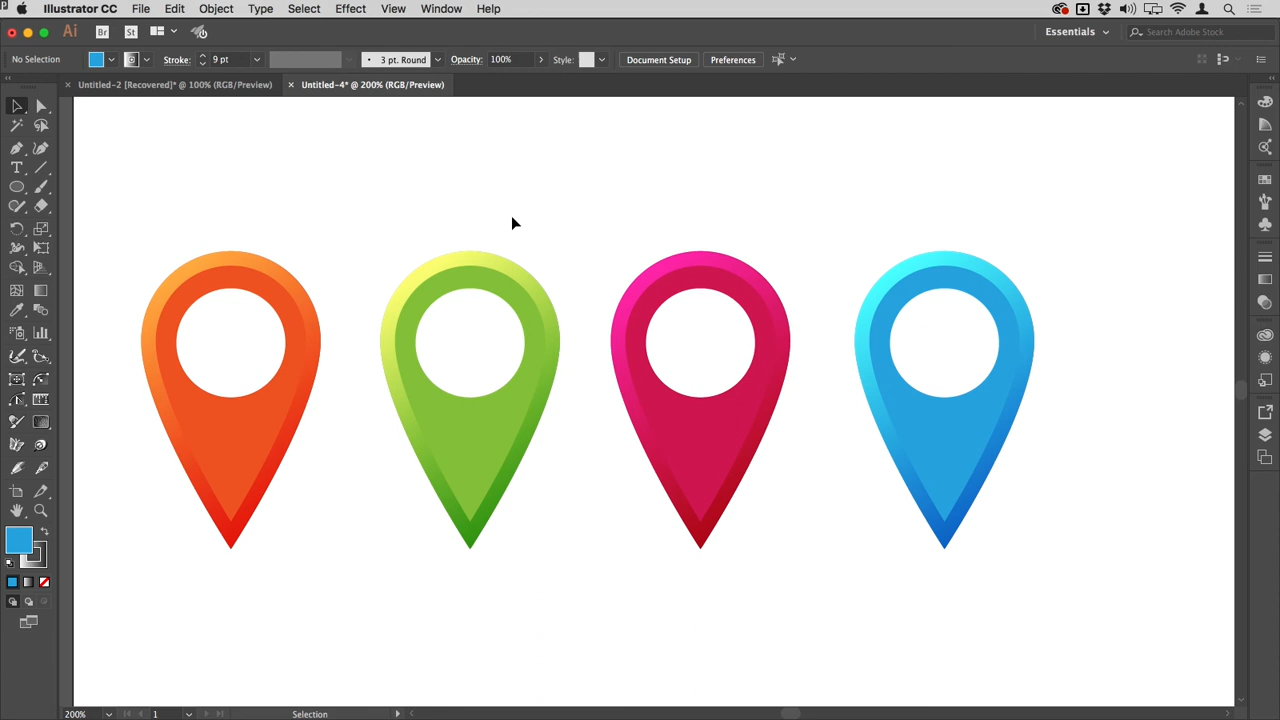 Illustrator CC File Edit Object Type Select Effect View Window Help
Ai Br St Essentials Search Adobe Stock
No Selection Stroke: 9 pt 3 pt. Round Opacity: 100% Style: Document Setup Preferences
× Untitled-2 [Recovered]* @ 100% (RGB/Preview) × Untitled-4* @ 200% (RGB/Preview)
T
200% 1 Selection